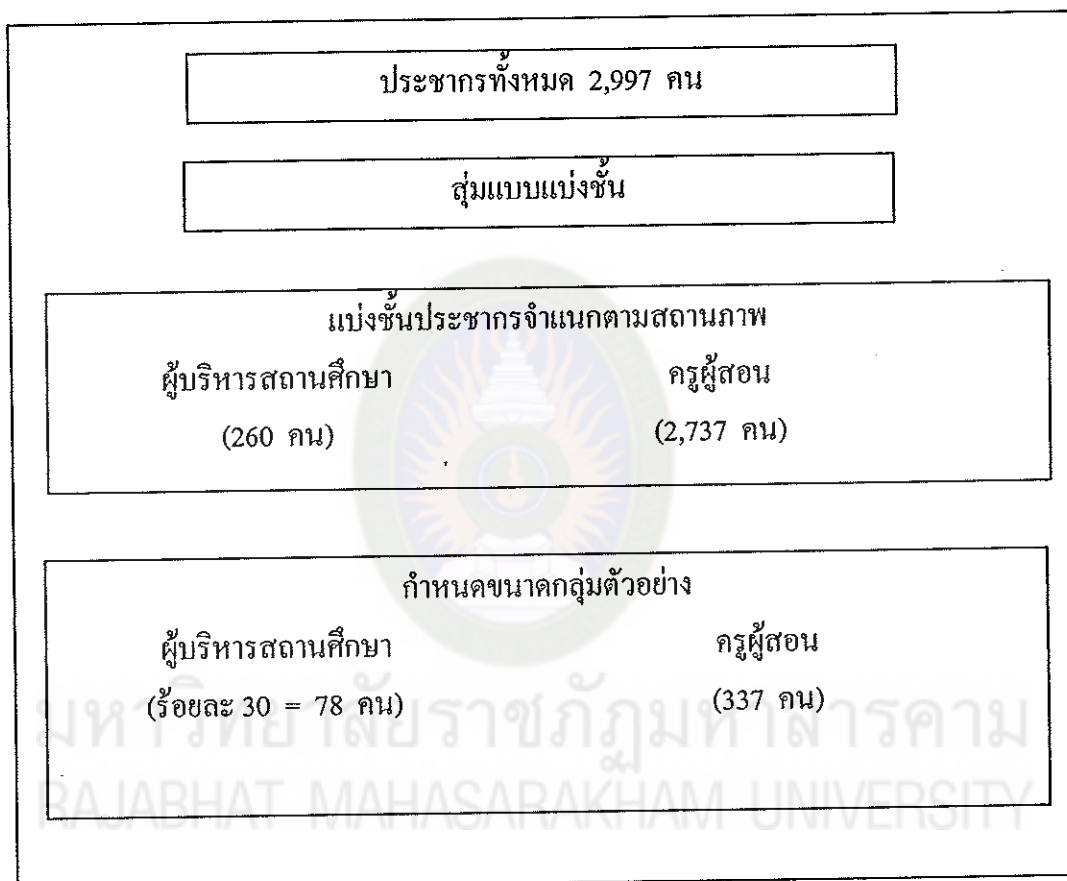 ประชากรทั้งหมด 2,997 คน
สุ่มแบบแบ่งชั้น
แบ่งชั้นประชากรจำแนกตามสถานภาพ
ผู้บริหารสถานศึกษา ครูผู้สอน
(260 คน) (2,737 คน)
กำหนดขนาดกลุ่มตัวอย่าง
ผู้บริหารสถานศึกษา ครูผู้สอน
(ร้อยละ 30 = 78 คน) (337 คน)
มหาวิทยาลัยราชภัฏมหาสารคาม
RAJABHAT MAHASARAKHAM UNIVERSITY